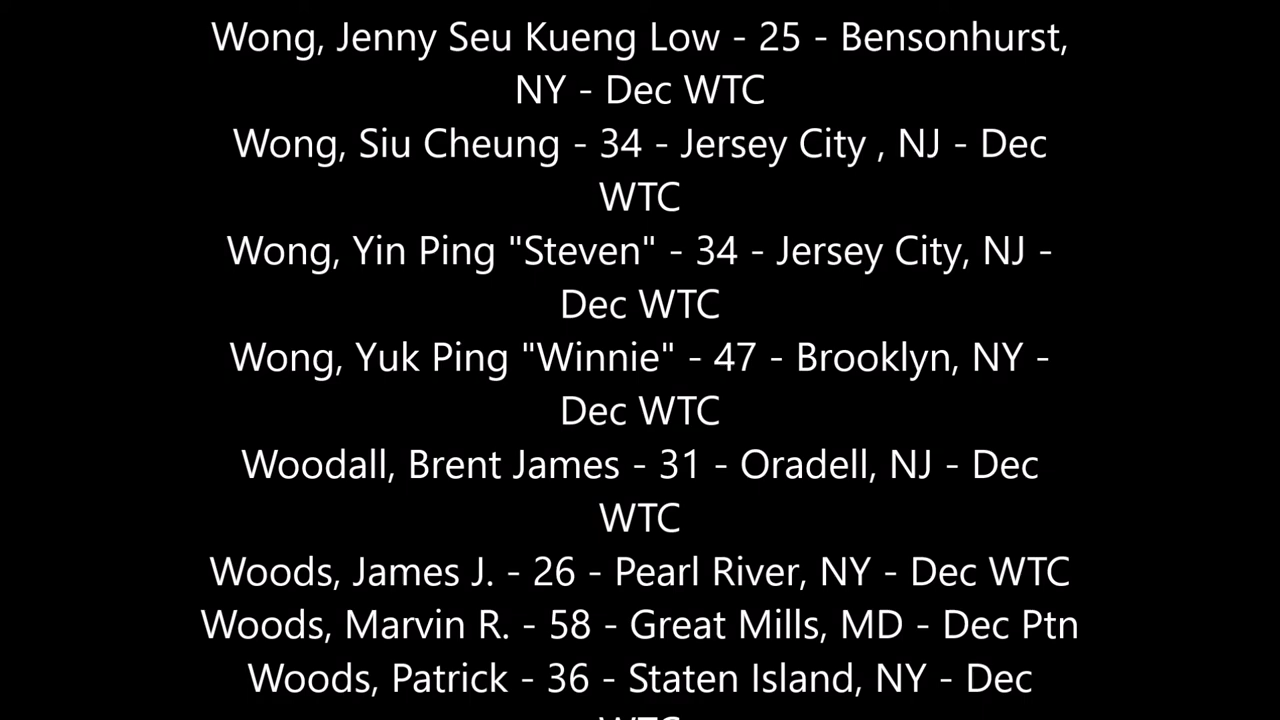 Wong, Jenny Seu Kueng Low - 25 - Bensonhurst,
NY - Dec WTC
Wong, Siu Cheung - 34 - Jersey City , NJ - Dec
WTC
Wong, Yin Ping "Steven" - 34 - Jersey City, NJ -
Dec WTC
Wong, Yuk Ping "Winnie" - 47 - Brooklyn, NY -
Dec WTC
Woodall, Brent James - 31 - Oradell, NJ - Dec
WTC
Woods, James J. - 26 - Pearl River, NY - Dec WTC
Woods, Marvin R. - 58 - Great Mills, MD - Dec Ptn
Woods, Patrick - 36 - Staten Island, NY - Dec